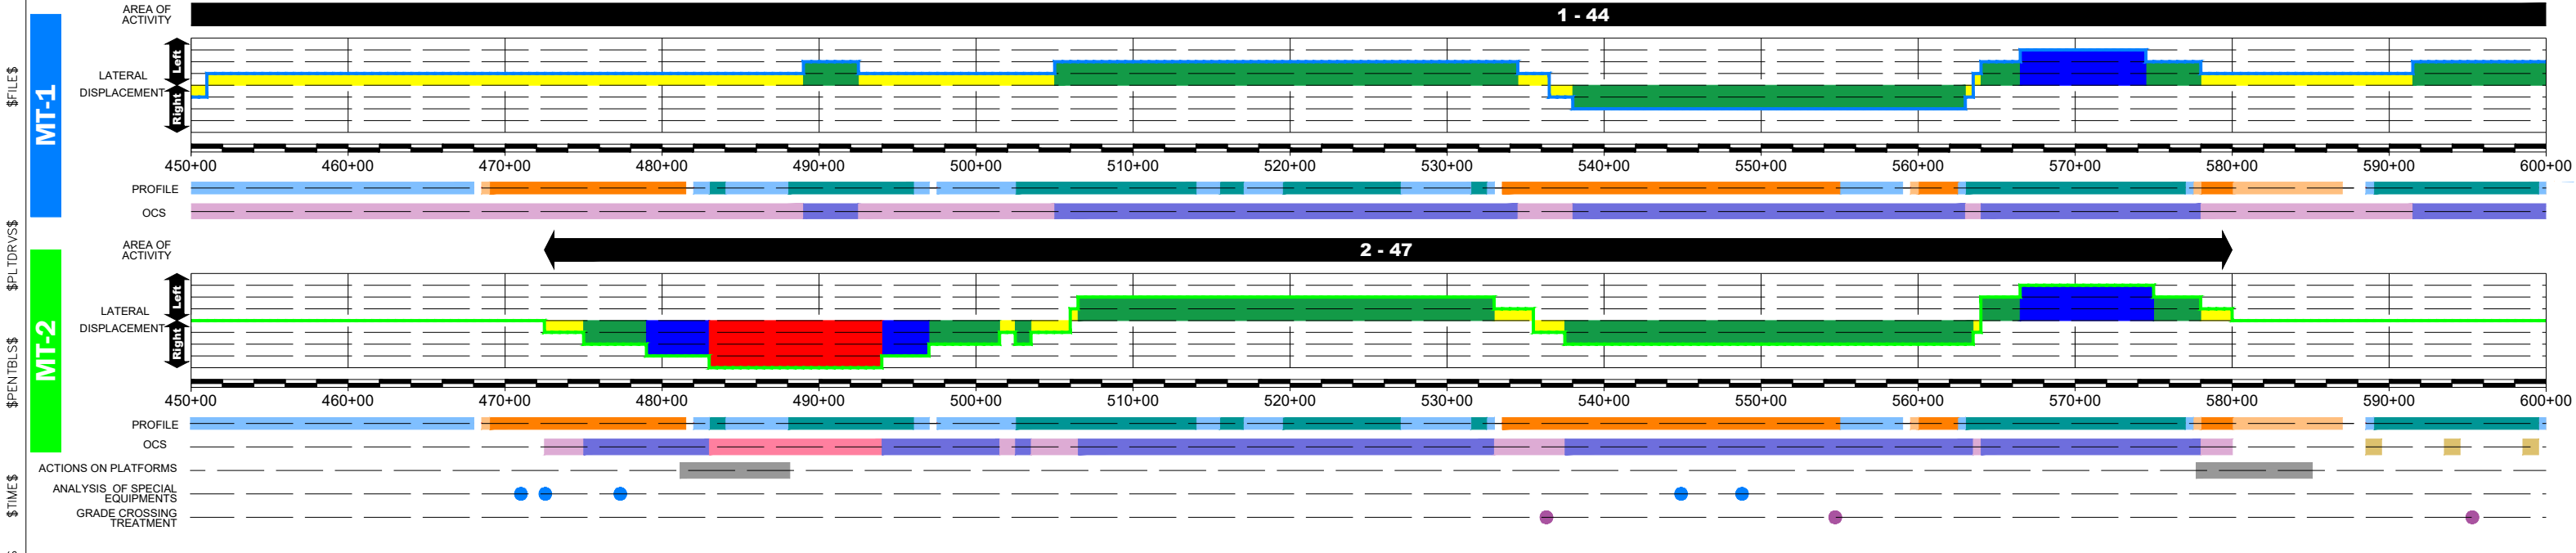 AREA OF
ACTIVITY
1 - 44
MT-1
Left
LATERAL
DISPLACEMENT
Right
450+00 460+00 470+00 480+00 490+00 500+00 510+00 520+00 530+00 540+00 550+00 560+00 570+00 580+00 590+00 600+00
PROFILE
OCS
AREA OF
ACTIVITY
2 - 47
MT-2
Left
LATERAL
DISPLACEMENT
Right
450+00 460+00 470+00 480+00 490+00 500+00 510+00 520+00 530+00 540+00 550+00 560+00 570+00 580+00 590+00 600+00
PROFILE
OCS
ACTIONS ON PLATFORMS
ANALYSIS OF SPECIAL
EQUIPMENTS
GRADE CROSSING
TREATMENT
$FILE$
$PLTDRVS$
$PENTBLS$
$TIME$